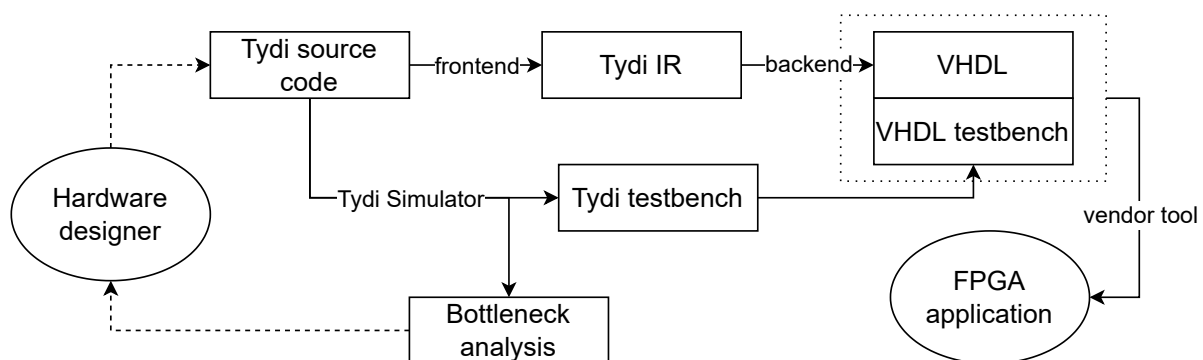 Tydi source
code
frontend
Tydi IR
backend
VHDL
VHDL testbench
Hardware
designer
Tydi Simulator
Tydi testbench
vendor tool
Bottleneck
analysis
FPGA
application